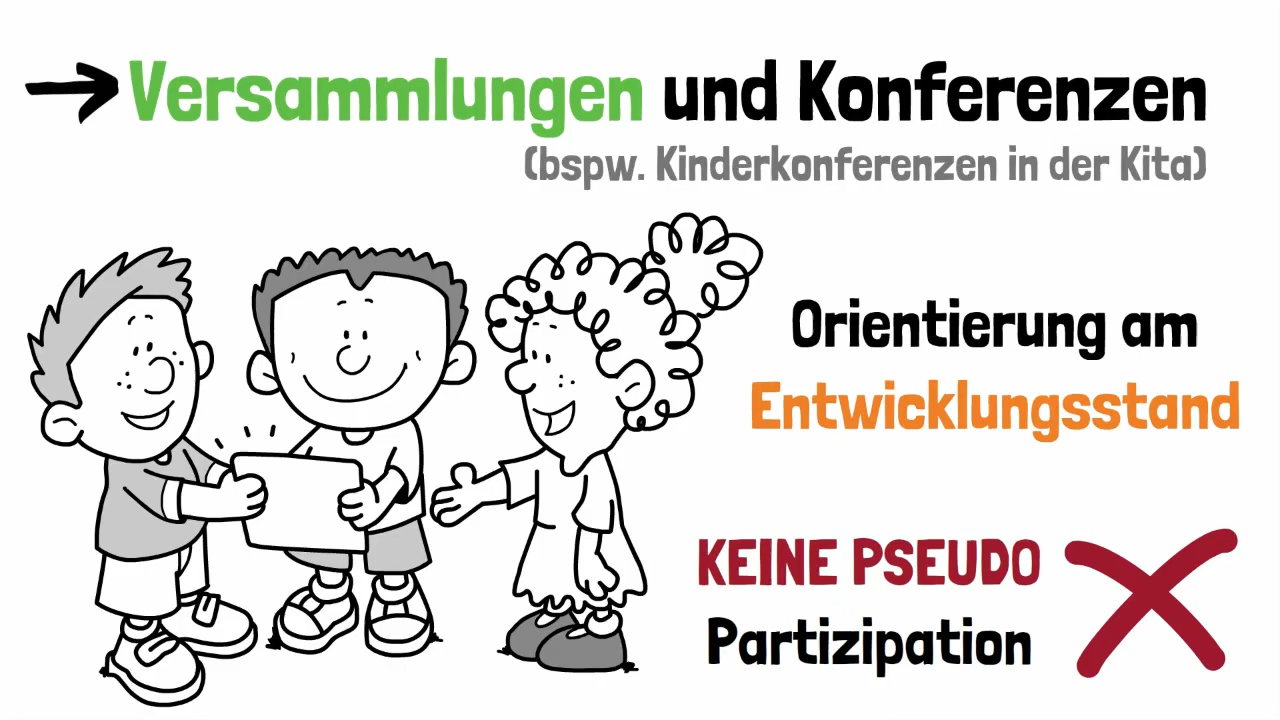 Versammlungen und Konferenzen
(bspw. Kinderkonferenzen in der Kita)
Orientierung am
Entwicklungsstand
KEINE PSEUDO
Partizipation